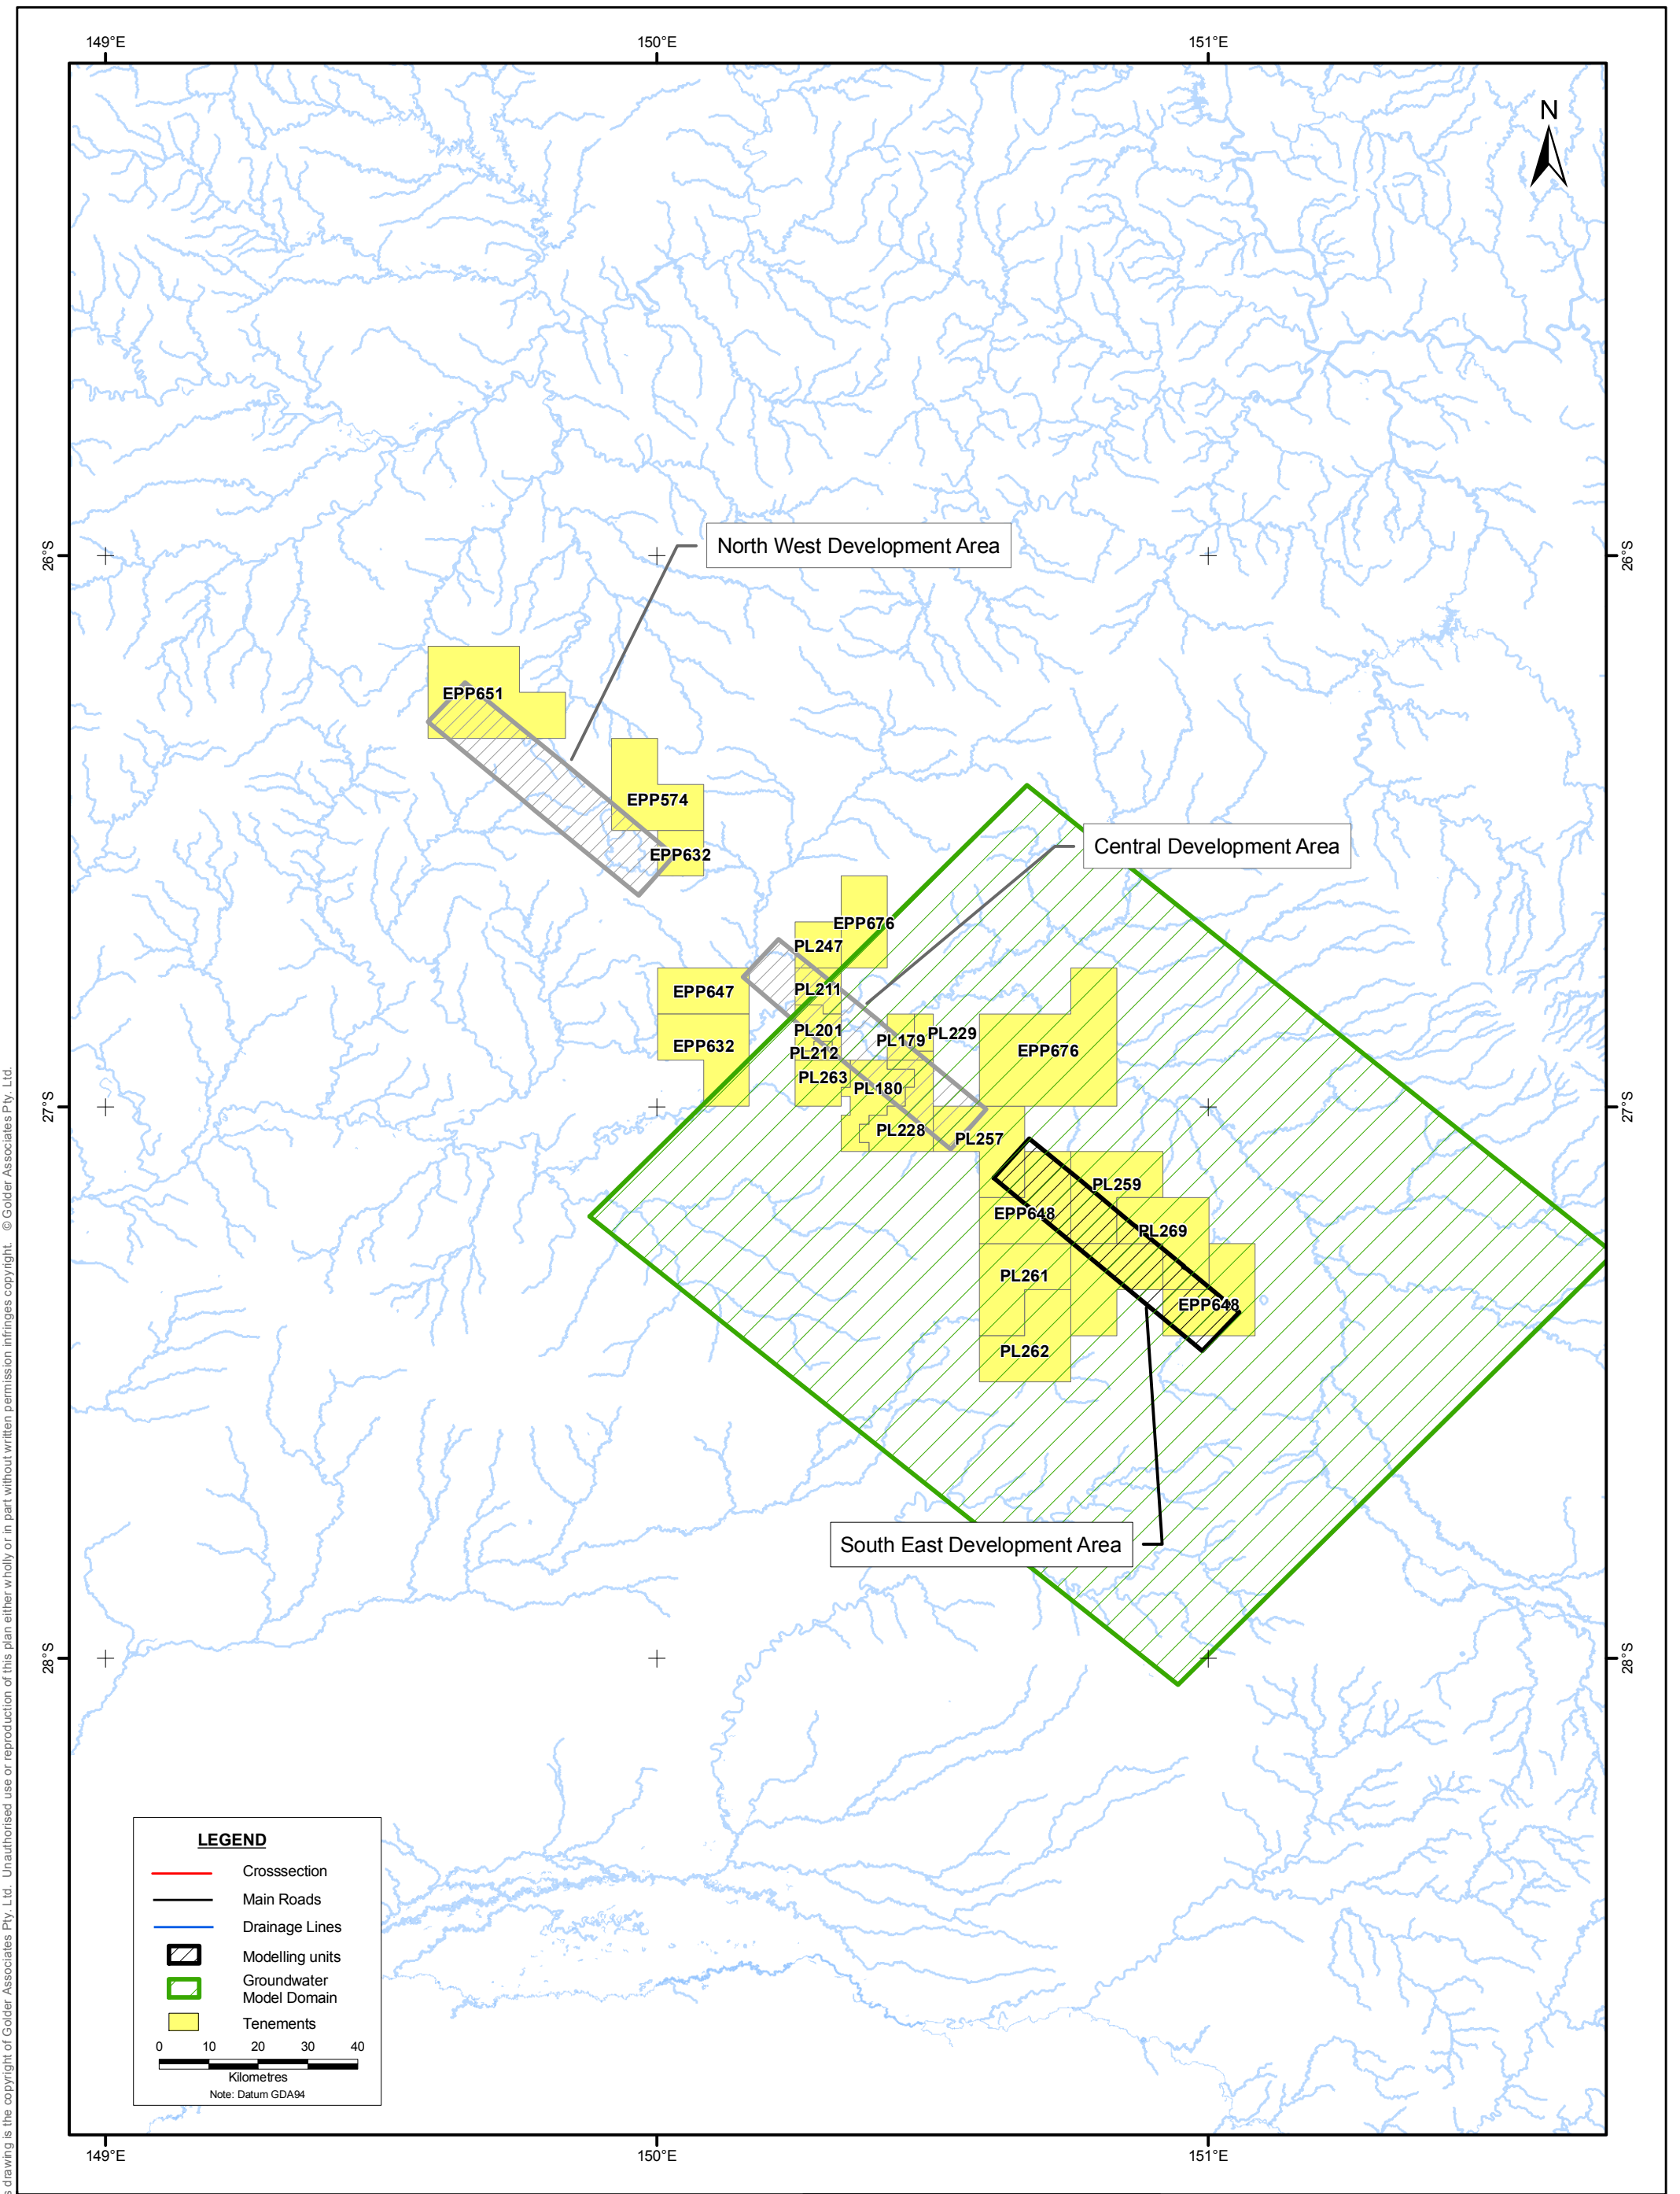 149°E
150°E
151°E
N
26°S
26°S
North West Development Area
EPP651
EPP574
EPP632
Central Development Area
EPP676
PL247
EPP647
PL211
PL201
PL229
PL179
EPP632
PL212
EPP676
PL263
PL180
27°S
27°S
PL228
PL257
PL259
EPP648
PL269
PL261
EPP648
PL262
South East Development Area
28°S
28°S
LEGEND
Crosssection
Main Roads
Drainage Lines
Modelling units
Groundwater
Model Domain
Tenements
0 10 20 30 40
Kilometres
Note: Datum GDA94
149°E
150°E
151°E
drawing is the copyright of Golder Associates Pty. Ltd. Unauthorised use or reproduction of this plan either wholly or in part without written permission infringes copyright. © Golder Associates Pty. Ltd.